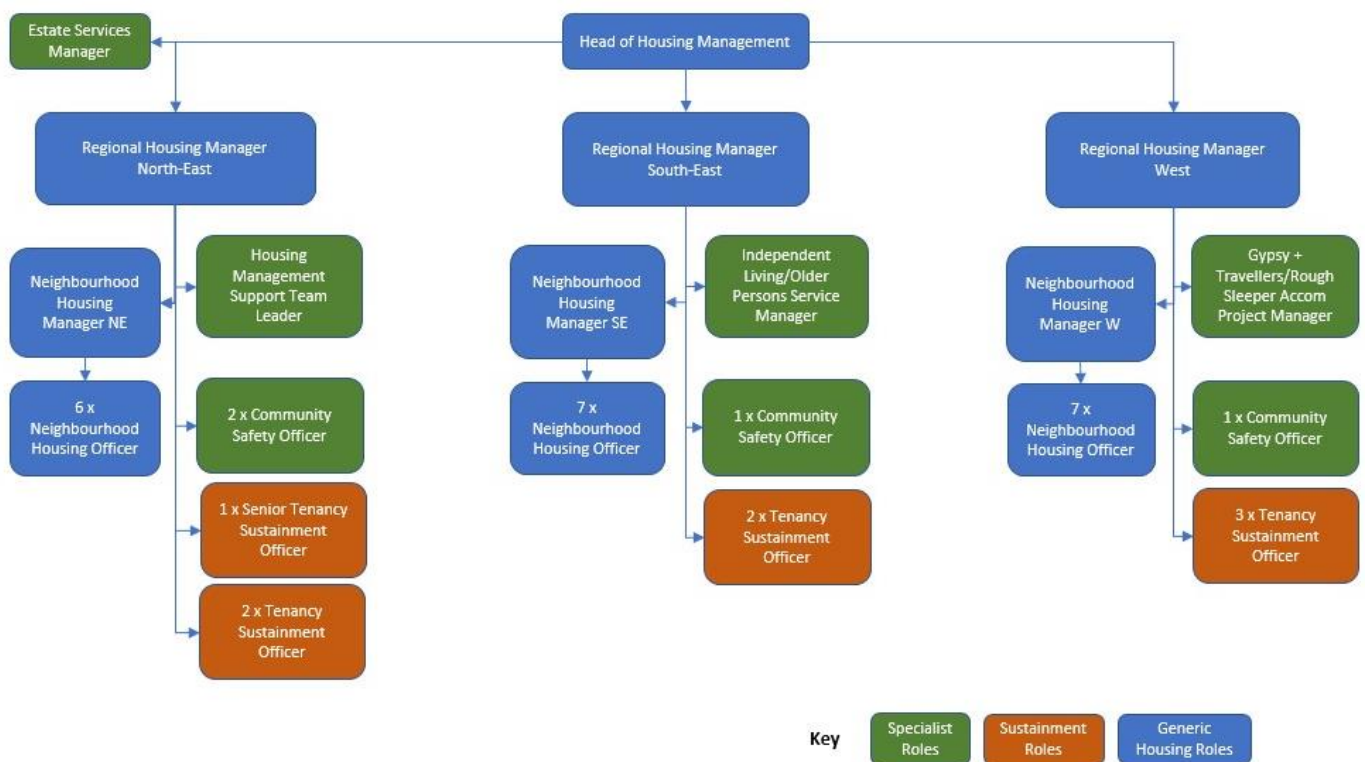 Estate Services
Manager
Head of Housing Management
Regional Housing Manager
North-East
Regional Housing Manager
South-East
Regional Housing Manager
West
Neighbourhood
Housing
Manager NE
Housing
Management
Support Team
Leader
Neighbourhood
Housing
Manager SE
Independent
Living/Older
Persons Service
Manager
Neighbourhood
Housing
Manager W
Gypsy +
Travellers/Rough
Sleeper Accom
Project Manager
6 x
Neighbourhood
Housing Officer
2 x Community
Safety Officer
7 x
Neighbourhood
Housing Officer
1 x Community
Safety Officer
7 x
Neighbourhood
Housing Officer
1 x Community
Safety Officer
1 x Senior Tenancy
Sustainment
Officer
2 x Tenancy
Sustainment
Officer
3 x Tenancy
Sustainment
Officer
2 x Tenancy
Sustainment
Officer
Key
Specialist
Roles
Sustainment
Roles
Generic
Housing Roles